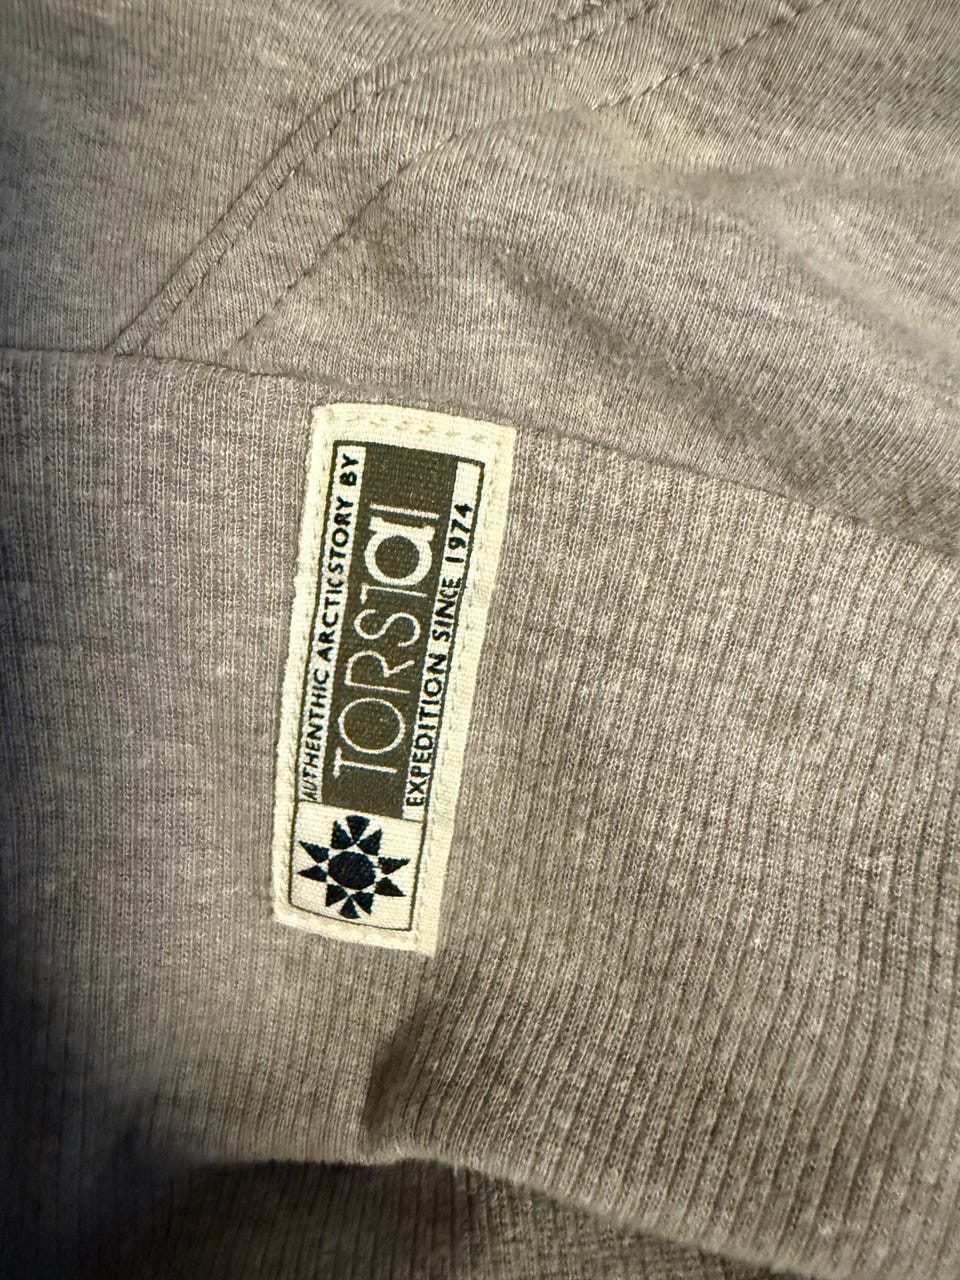 AUTHENTHIC ARCTIC STORY BY
TORSTAI
EXPEDITION SINCE 1974